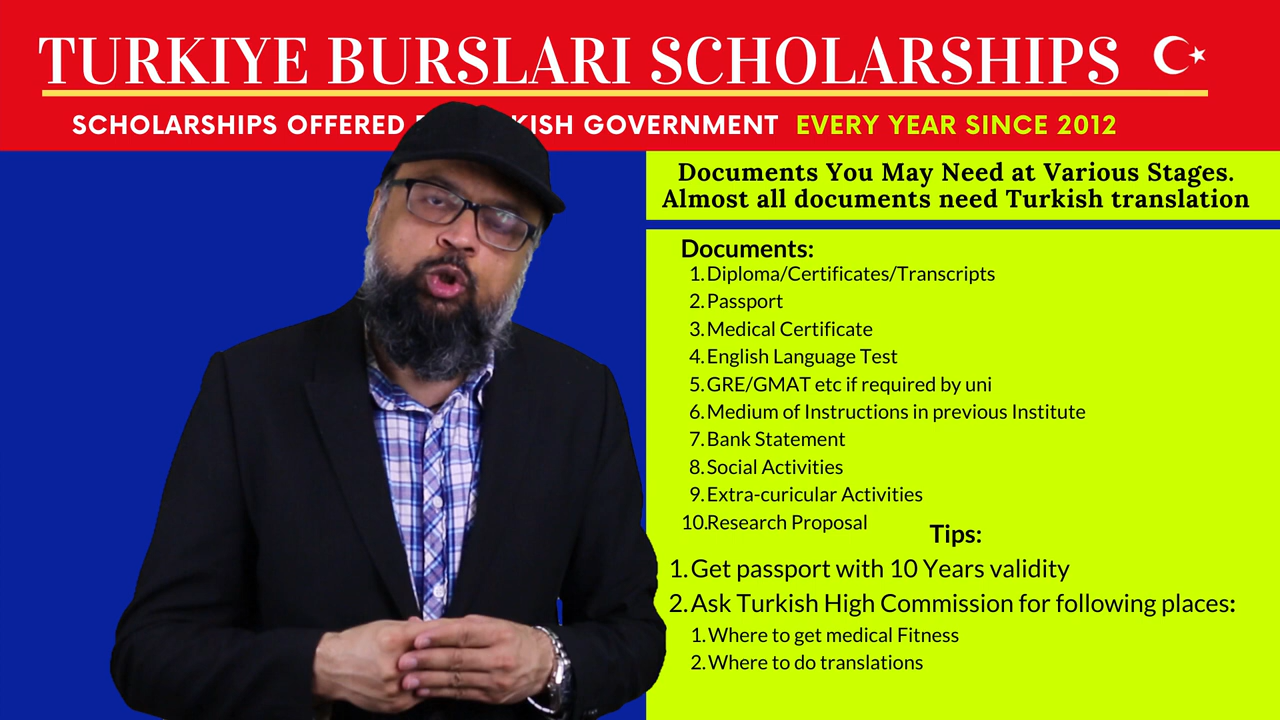 TURKIYE BURSLARI SCHOLARSHIPS
SCHOLARSHIPS OFFERED GOVERNMENT EVERY YEAR SINCE 2012
Documents You May Need at Various Stages.
Almost all documents need Turkish translation
Documents:
1. Diploma/Certificates/Transcripts
2. Passport
3. Medical Certificate
4. English Language Test
5. GRE/GMAT etc if required by uni
6. Medium of Instructions in previous Institute
7. Bank Statement
8. Social Activities
9. Extra-curicular Activities
10. Research Proposal
Tips:
1. Get passport with 10 Years validity
2. Ask Turkish High Commission for following places:
1. Where to get medical Fitness
2. Where to do translations